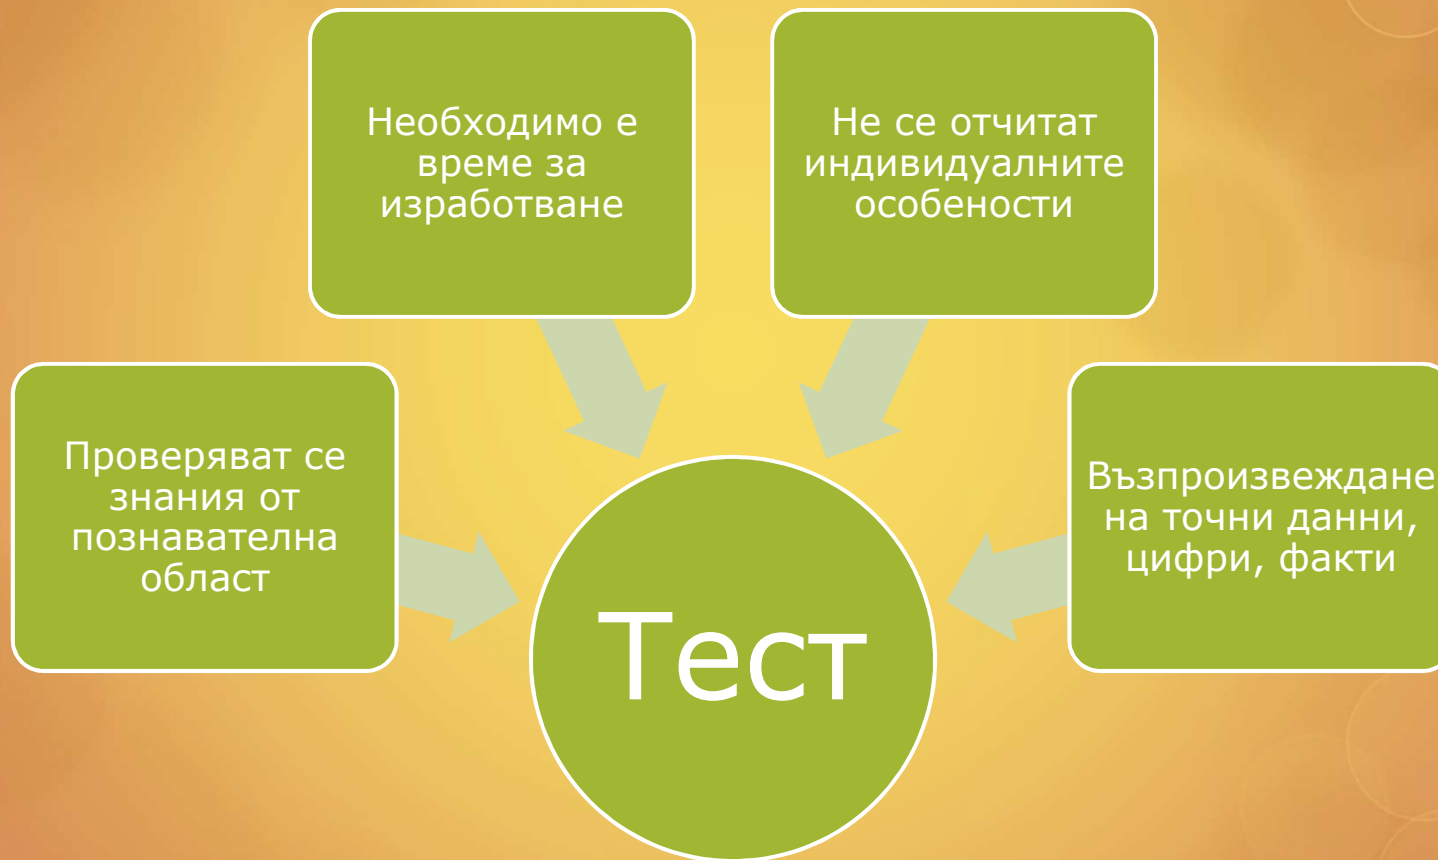 Необходимо е
време за
изработване
Не се отчитат
индивидуалните
особености
Проверяват се
знания от
познавателна
област
Възпроизвеждане
на точни данни,
цифри, факти
Тест